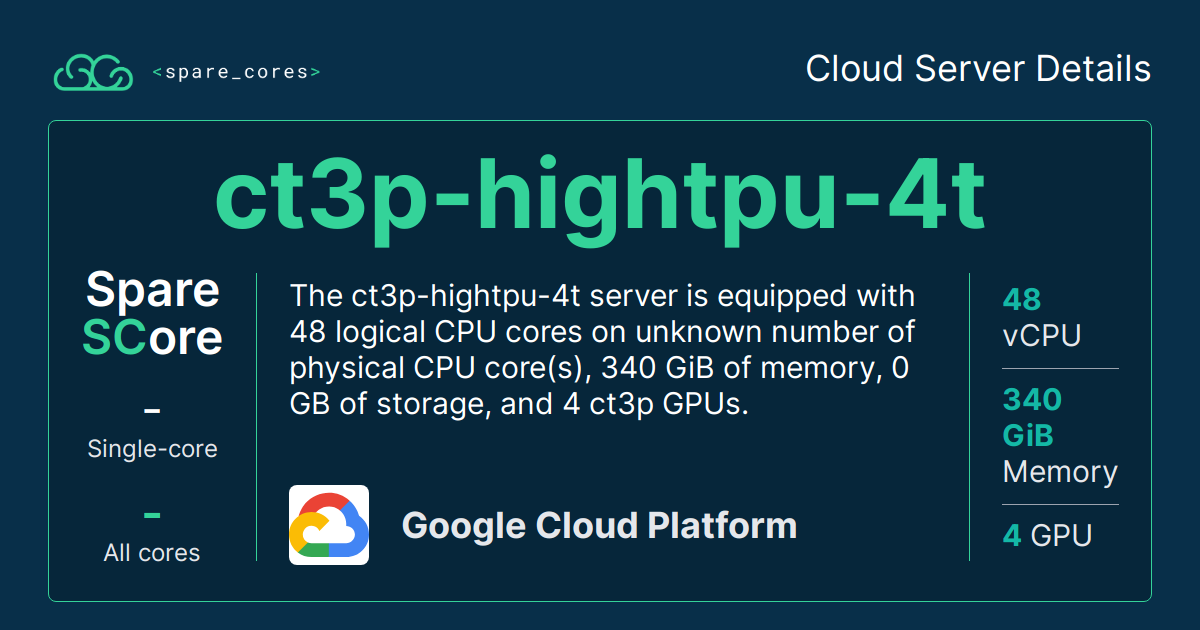 <spare_cores>
Cloud Server Details
ct3p-hightpu-4t
Spare
SCore
–
Single-core
–
All cores
The ct3p-hightpu-4t server is equipped with
48 logical CPU cores on unknown number of
physical CPU core(s), 340 GiB of memory, 0
GB of storage, and 4 ct3p GPUs.
Google Cloud Platform
48
vCPU
340
GiB
Memory
4 GPU